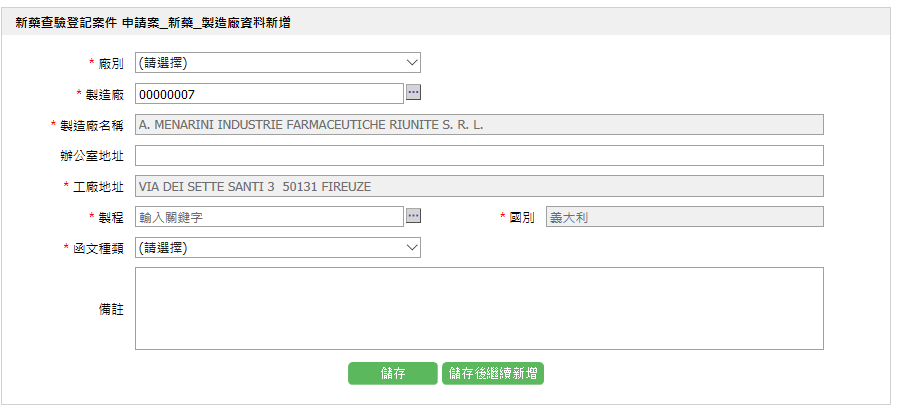 新藥查驗登記案件 申請案_新藥_製造廠資料新增
* 廠別 (請選擇)
* 製造廠 00000007 ...
* 製造廠名稱 A. MENARINI INDUSTRIE FARMACEUTICHE RIUNITE S. R. L.
辦公室地址
* 工廠地址 VIA DEI SETTE SANTI 3 50131 FIREUZE
* 製程 輸入關鍵字 ... * 國別 義大利
* 函文種類 (請選擇)
備註
儲存 儲存後繼續新增